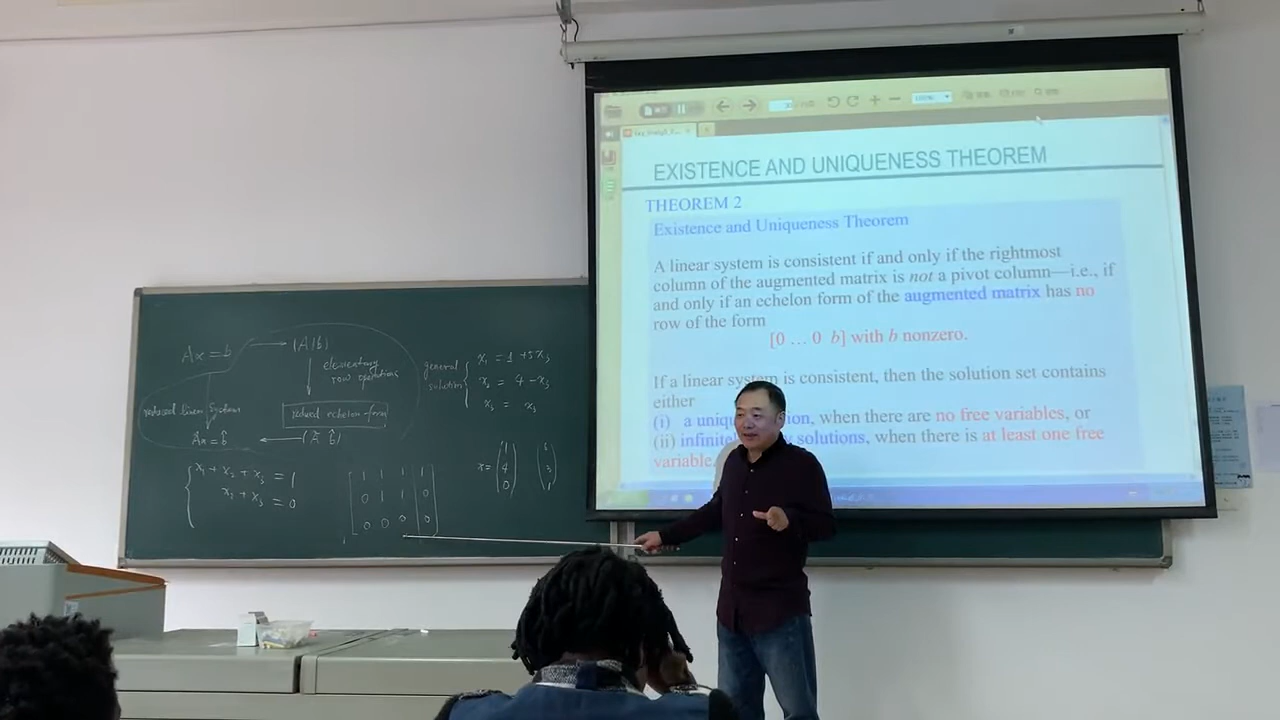 EXISTENCE AND UNIQUENESS THEOREM
THEOREM 2
Existence and Uniqueness Theorem
A linear system is consistent if and only if the rightmost
column of the augmented matrix is not a pivot column—i.e., if
and only if an echelon form of the augmented matrix has no
row of the form
[0 … 0 b] with b nonzero.
If a linear system is consistent, then the solution set contains
either
(i) a uniq ion, when there are no free variables, or
(ii) infinite y solutions, when there is at least one free
variable.
Ax = b
(A|b)
elementary
row operations
reduced linear System
reduced echelon form
Ax = b̂
(Â b̂)
general
solution
x₁ = 1 + 5x₃
x₂ = 4 - x₃
x₃ = x₃
x₁ + x₂ + x₃ = 1
x₂ + x₃ = 0
1 1 1 1
0 1 1 0
0 0 0 0
x =